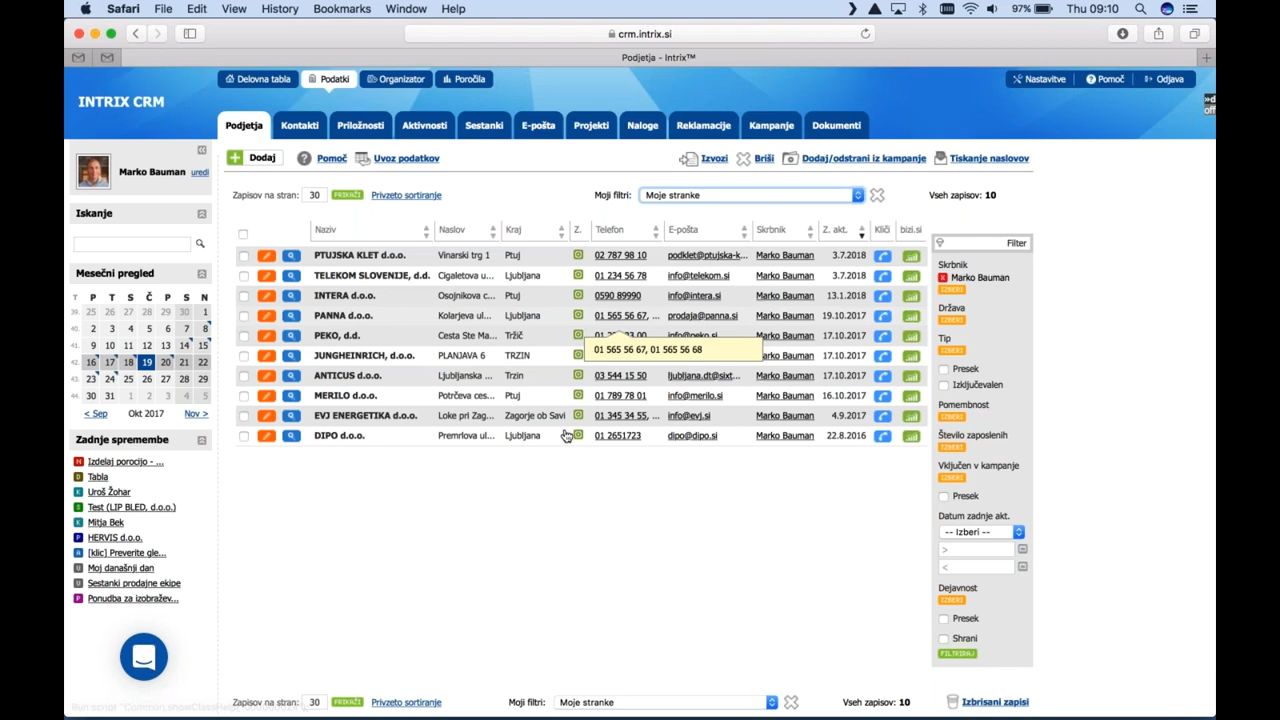 Safari File Edit View History Bookmarks Window Help 97% Thu 09:10
crm.intrix.si
Podjetja - Intrix™
INTRIX CRM
Delovna tabla Podatki Organizator Poročila Nastavitve Pomoč Odjava
Podjetja Kontakti Priložnosti Aktivnosti Sestanki E-pošta Projekti Naloge Reklamacije Kampanje Dokumenti
Marko Bauman uredi
Iskanje
Mesečni pregled
T P T S Č P S N
39. 25 26 27 28 29 30 1
40. 2 3 4 5 6 7 8
41. 9 10 11 12 13 14 15
42. 16 17 18 19 20 21 22
43. 23 24 25 26 27 28 29
44. 30 31 1 2 3 4 5
< Sep Okt 2017 Nov >
Zadnje spremembe
N Izdelaj porocijo - ...
D Tabla
K Uroš Žohar
S Test (LIP BLED, d.o.o.)
K Mitja Bek
P HERVIS d.o.o.
A [klic] Preverite gle...
U Moj današnji dan
U Sestanki prodajne ekipe
P Ponudba za izobražev...
Dodaj Pomoč Uvoz podatkov Izvozi Briši Dodaj/odstrani iz kampanje Tiskanje naslovov
Zapisov na stran: 30 PRIKAŽI Privzeto sortiranje Moji filtri: Moje stranke Vseh zapisov: 10
Naziv Naslov Kraj Z. Telefon E-pošta Skrbnik Z. akt. Kliči bizi.si
PTUJSKA KLET d.o.o. Vinarski trg 1 Ptuj 02 787 98 10 podklet@ptujska-k... Marko Bauman 3.7.2018
TELEKOM SLOVENIJE, d.d. Cigaletova u... Ljubljana 01 234 56 78 info@telekom.si Marko Bauman 3.7.2018
INTERA d.o.o. Osojnikova c... Ptuj 0590 89990 info@intera.si Marko Bauman 13.1.2018
PANNA d.o.o. Kolarjeva ul... Ljubljana 01 565 56 67, ... prodaja@panna.si Marko Bauman 19.10.2017
PEKO, d.d. Cesta Ste Ma... Tržič info@peko.si Marko Bauman 17.10.2017
01 565 56 67, 01 565 56 68
JUNGHEINRICH, d.o.o. PLANJAVA 6 TRZIN Marko Bauman 17.10.2017
ANTICUS d.o.o. Ljubljanska ... Trzin 03 544 15 50 ljubljana.dt@sixt... Marko Bauman 17.10.2017
MERILO d.o.o. Potrčeva ces... Ptuj 01 789 78 01 info@merilo.si Marko Bauman 16.10.2017
EVJ ENERGETIKA d.o.o. Loke pri Zag... Zagorje ob Savi 01 345 34 55, ... info@evj.si Marko Bauman 4.9.2017
DIPO d.o.o. Premrlova ul... Ljubljana 01 2651723 dipo@dipo.si Marko Bauman 22.8.2016
Filter
Skrbnik
Marko Bauman
IZBERI
Država
IZBERI
Tip
IZBERI
Presek
Izključevalen
Pomembnost
IZBERI
Število zaposlenih
IZBERI
Vključen v kampanje
IZBERI
Presek
Datum zadnje akt.
-- Izberi --
>
<
Dejavnost
IZBERI
Presek
Shrani
FILTRIRAJ
Zapisov na stran: 30 PRIKAŽI Privzeto sortiranje Moji filtri: Moje stranke Vseh zapisov: 10 Izbrisani zapisi